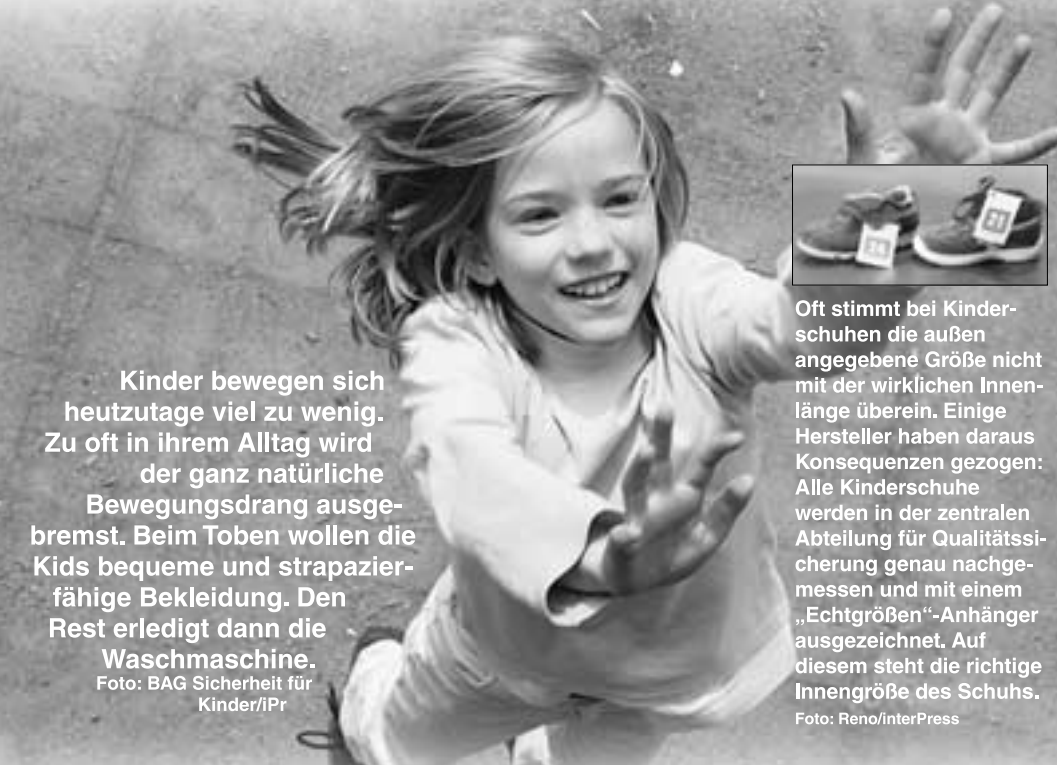 Kinder bewegen sich
heutzutage viel zu wenig.
Zu oft in ihrem Alltag wird
der ganz natürliche
Bewegungsdrang ausge-
bremst. Beim Toben wollen die
Kids bequeme und strapazier-
fähige Bekleidung. Den
Rest erledigt dann die
Waschmaschine.
Foto: BAG Sicherheit für
Kinder/iPr
Oft stimmt bei Kinder-
schuhen die außen
angegebene Größe nicht
mit der wirklichen Innen-
länge überein. Einige
Hersteller haben daraus
Konsequenzen gezogen:
Alle Kinderschuhe
werden in der zentralen
Abteilung für Qualitätssi-
cherung genau nachge-
messen und mit einem
„Echtgrößen“-Anhänger
ausgezeichnet. Auf
diesem steht die richtige
Innengröße des Schuhs.
Foto: Reno/interPress